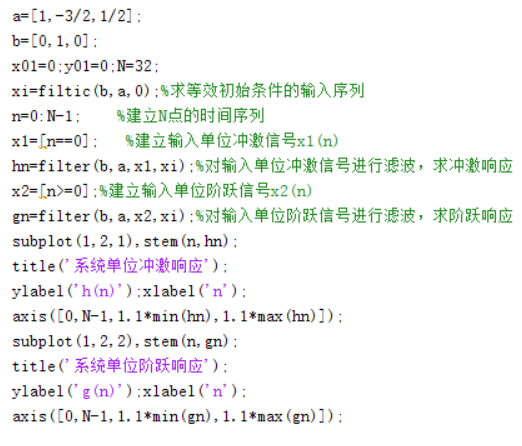 a=[1,-3/2,1/2];
b=[0,1,0];
x01=0;y01=0;N=32;
xi=filtic(b,a,0);%求等效初始条件的输入序列
n=0:N-1;    %建立N点的时间序列
x1=[n==0];   %建立输入单位冲激信号x1(n)
hn=filter(b,a,x1,xi);%对输入单位冲激信号进行滤波，求冲激响应
x2=[n>=0];%建立输入单位阶跃信号x2(n)
gn=filter(b,a,x2,xi);%对输入单位阶跃信号进行滤波，求阶跃响应
subplot(1,2,1),stem(n,hn);
title('系统单位冲激响应');
ylabel('h(n)');xlabel('n');
axis([0,N-1,1.1*min(hn),1.1*max(hn)]);
subplot(1,2,2),stem(n,gn);
title('系统单位阶跃响应');
ylabel('g(n)');xlabel('n');
axis([0,N-1,1.1*min(gn),1.1*max(gn)]);